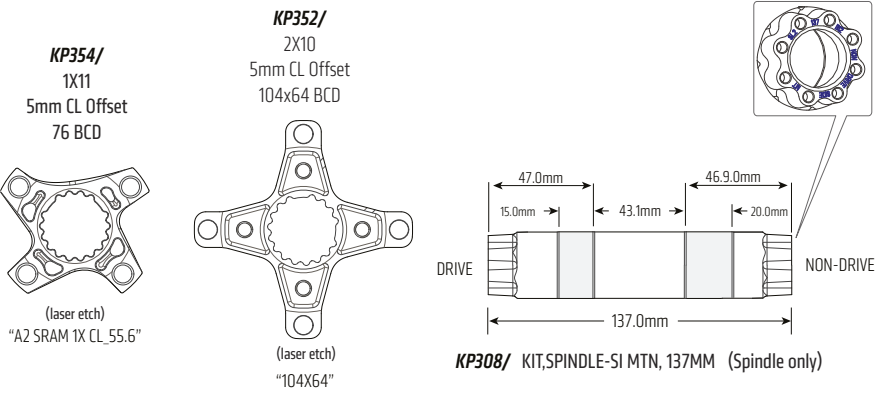 KP354/
1X11
5mm CL Offset
76 BCD
(laser etch)
“A2 SRAM 1X CL_55.6”
KP352/
2X10
5mm CL Offset
104x64 BCD
(laser etch)
“104X64”
47.0mm
46.9.0mm
15.0mm
43.1mm
20.0mm
DRIVE
NON-DRIVE
137.0mm
KP308/ KIT,SPINDLE-SI MTN, 137MM (Spindle only)